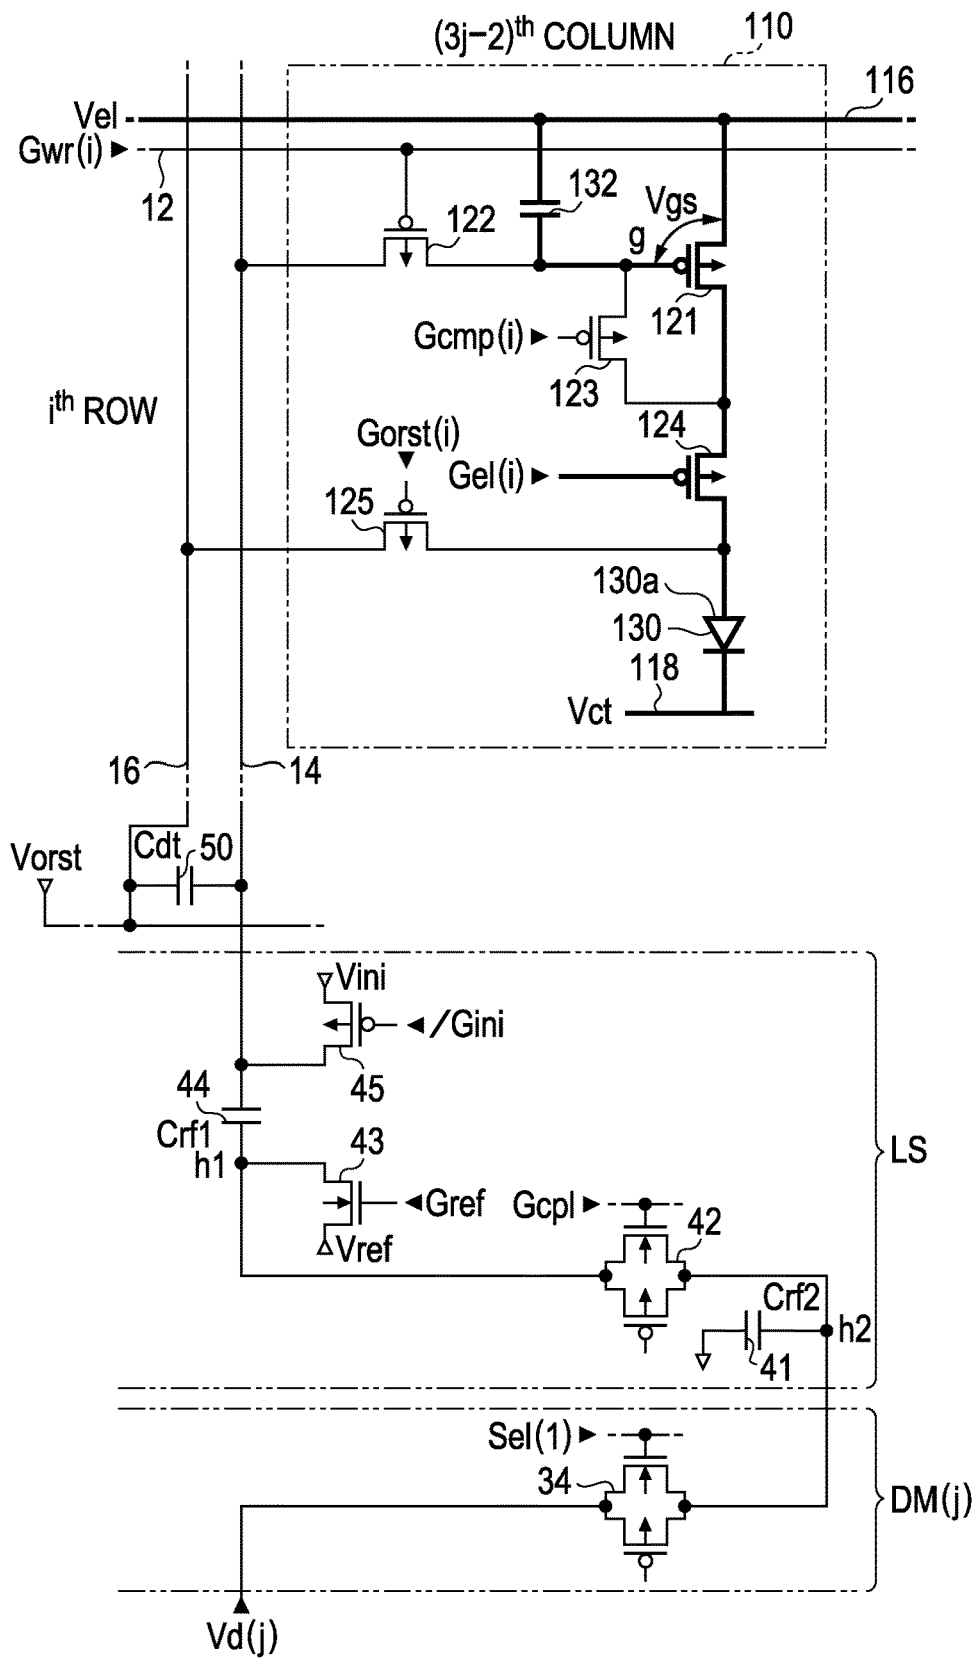 (3j−2)th COLUMN
110
Vel
116
Gwr(i)
12
132
Vgs
122
g
121
Gcmp(i)
123
ith ROW
124
Gorst(i)
Gel(i)
125
130a
130
118
Vct
16
14
Vorst
Cdt
50
Vini
/Gini
45
44
Crf1
43
h1
LS
Gref
Gcpl
42
Vref
Crf2
h2
41
Sel(1)
34
DM(j)
Vd(j)